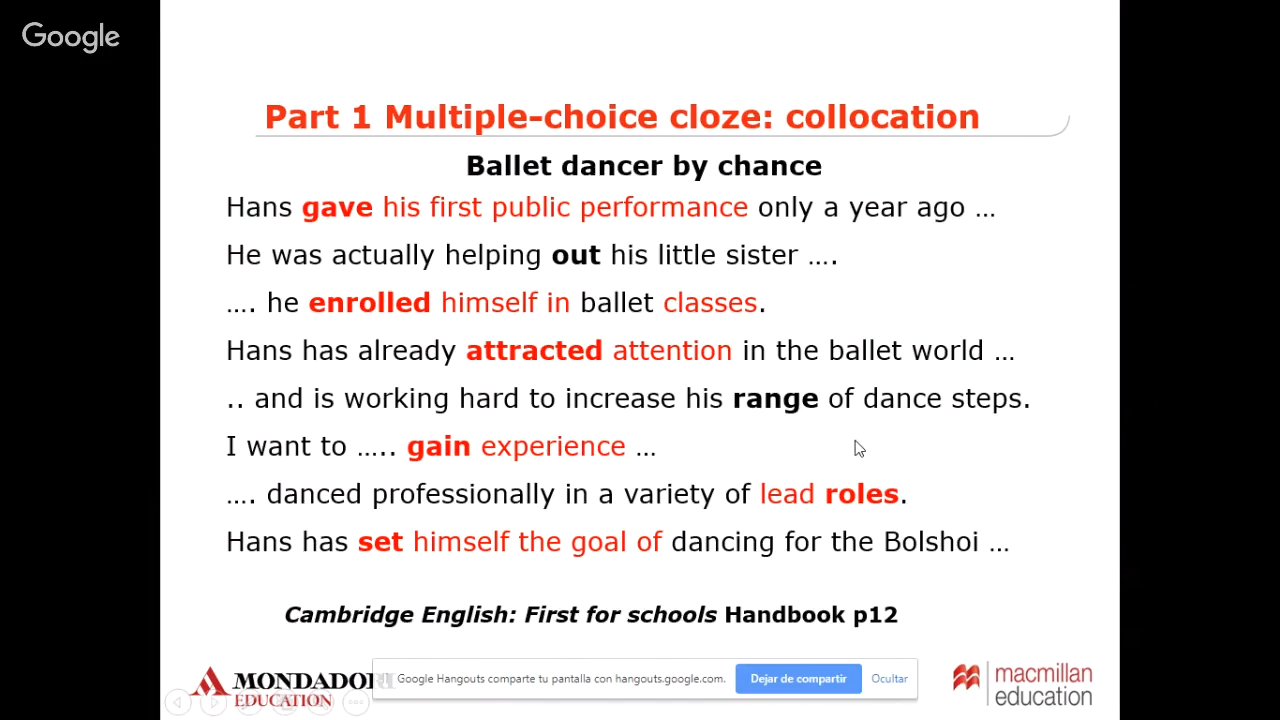 Google
Part 1 Multiple-choice cloze: collocation
Ballet dancer by chance
Hans gave his first public performance only a year ago …
He was actually helping out his little sister ….
…. he enrolled himself in ballet classes.
Hans has already attracted attention in the ballet world …
.. and is working hard to increase his range of dance steps.
I want to ….. gain experience …
…. danced professionally in a variety of lead roles.
Hans has set himself the goal of dancing for the Bolshoi …
Cambridge English: First for schools Handbook p12
MONDADORI
EDUCATION
Google Hangouts comparte tu pantalla con hangouts.google.com.
Dejar de compartir
Ocultar
macmillan
education